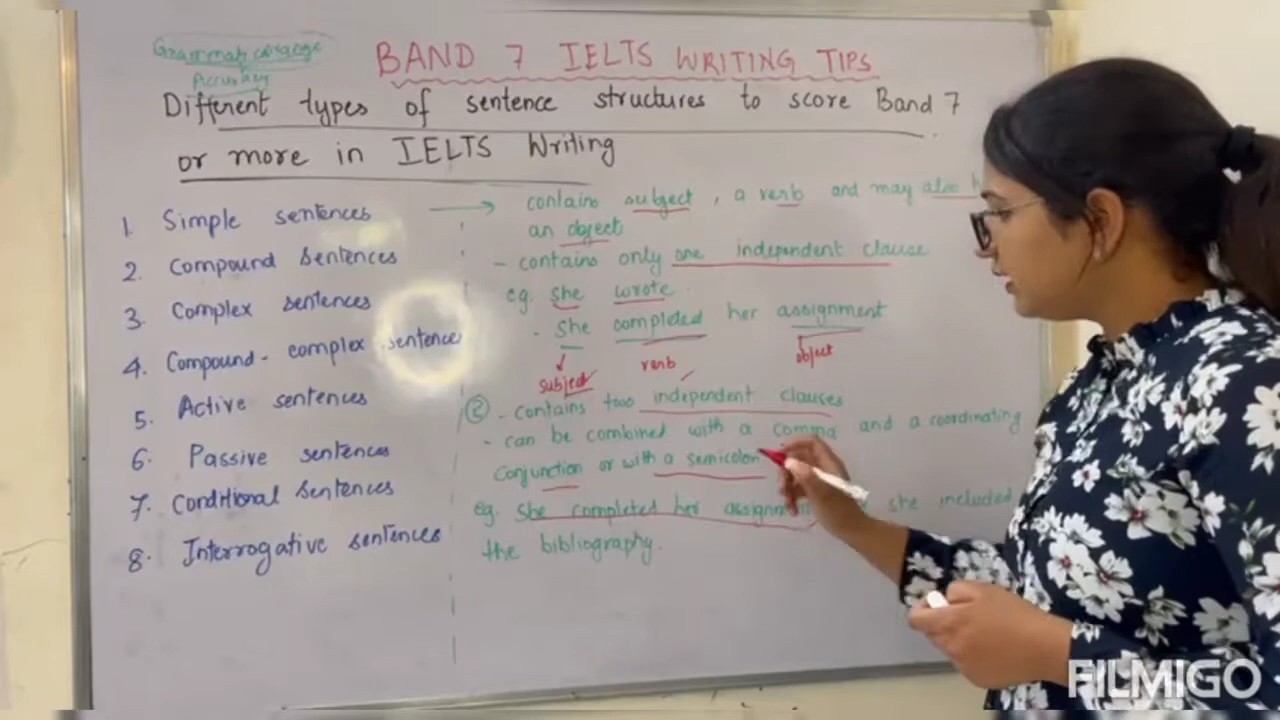 Grammar
Accuracy
BAND 7 IELTS WRITING TIPS
Different types of sentence structures to score Band 7
or more in IELTS Writing
1. Simple sentences
2. Compound Sentences
3. Complex sentences
4. Compound - complex sentences
5. Active sentences
6. Passive sentences
7. Conditional Sentences
8. Interrogative sentences
contains subject, a verb and may also
an object
- contains only one independent clause
eg. she wrote.
- She completed her assignment
subject verb object
② - contains two independent clauses
- can be combined with a comma and a coordinating
conjunction or with a semicolon
eg. She completed her she included
the bibliography.
FILMIGO